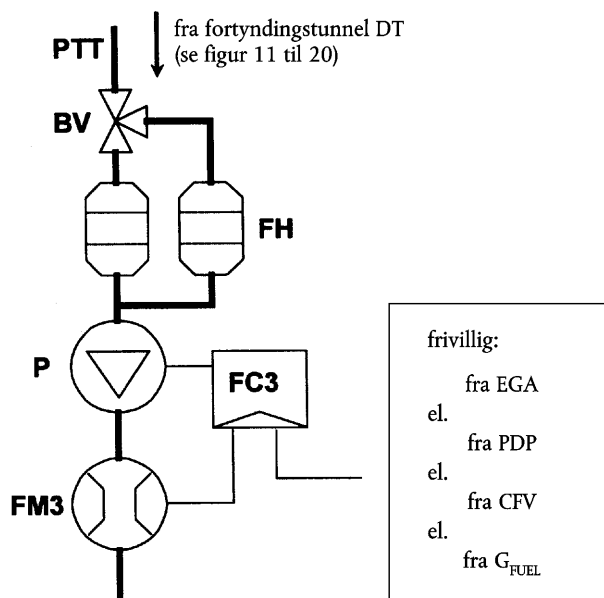 fra fortyndingstunnel DT
(se figur 11 til 20)
PTT
BV
FH
P
FC3
FM3
frivillig:
fra EGA
el.
fra PDP
el.
fra CFV
el.
fra G_FUEL